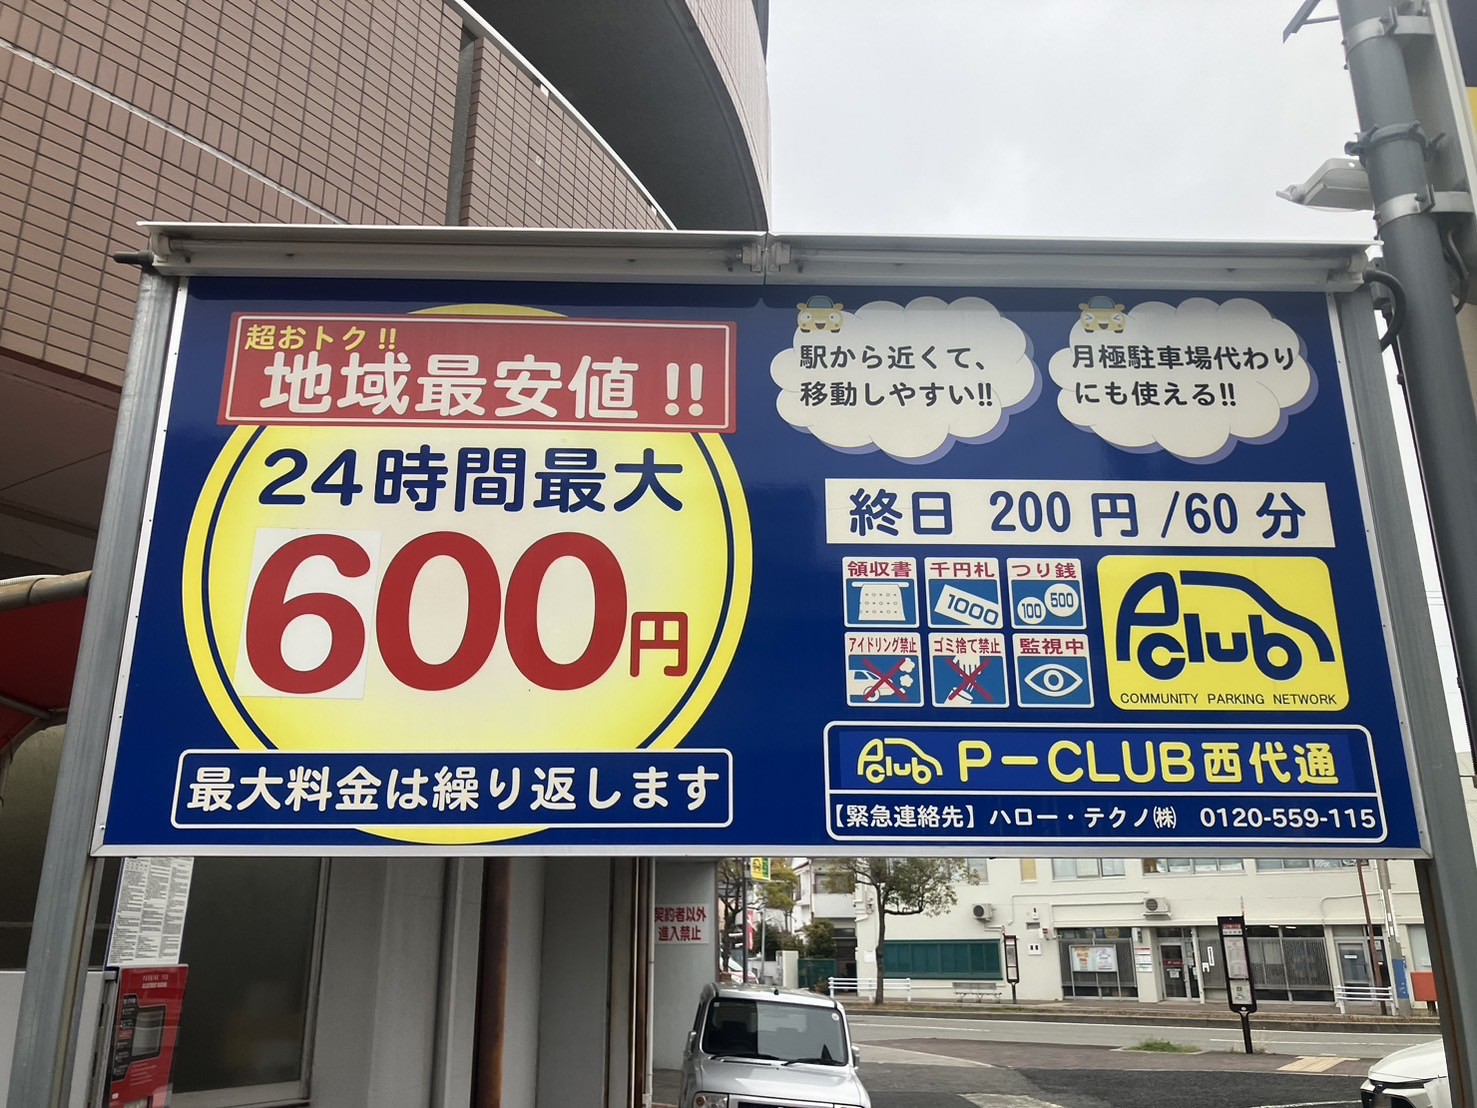 超おトク!!
地域最安値!!
24時間最大
600円
最大料金は繰り返します
駅から近くて、
移動しやすい!!
月極駐車場代わり
にも使える!!
終日 200円/60分
領収書
千円札
1000
つり銭
100
500
アイドリング禁止
ゴミ捨て禁止
監視中
Pclub
COMMUNITY PARKING NETWORK
Pclub P-CLUB西代通
【緊急連絡先】ハロー・テクノ㈱ 0120-559-115
契約者以外
進入禁止